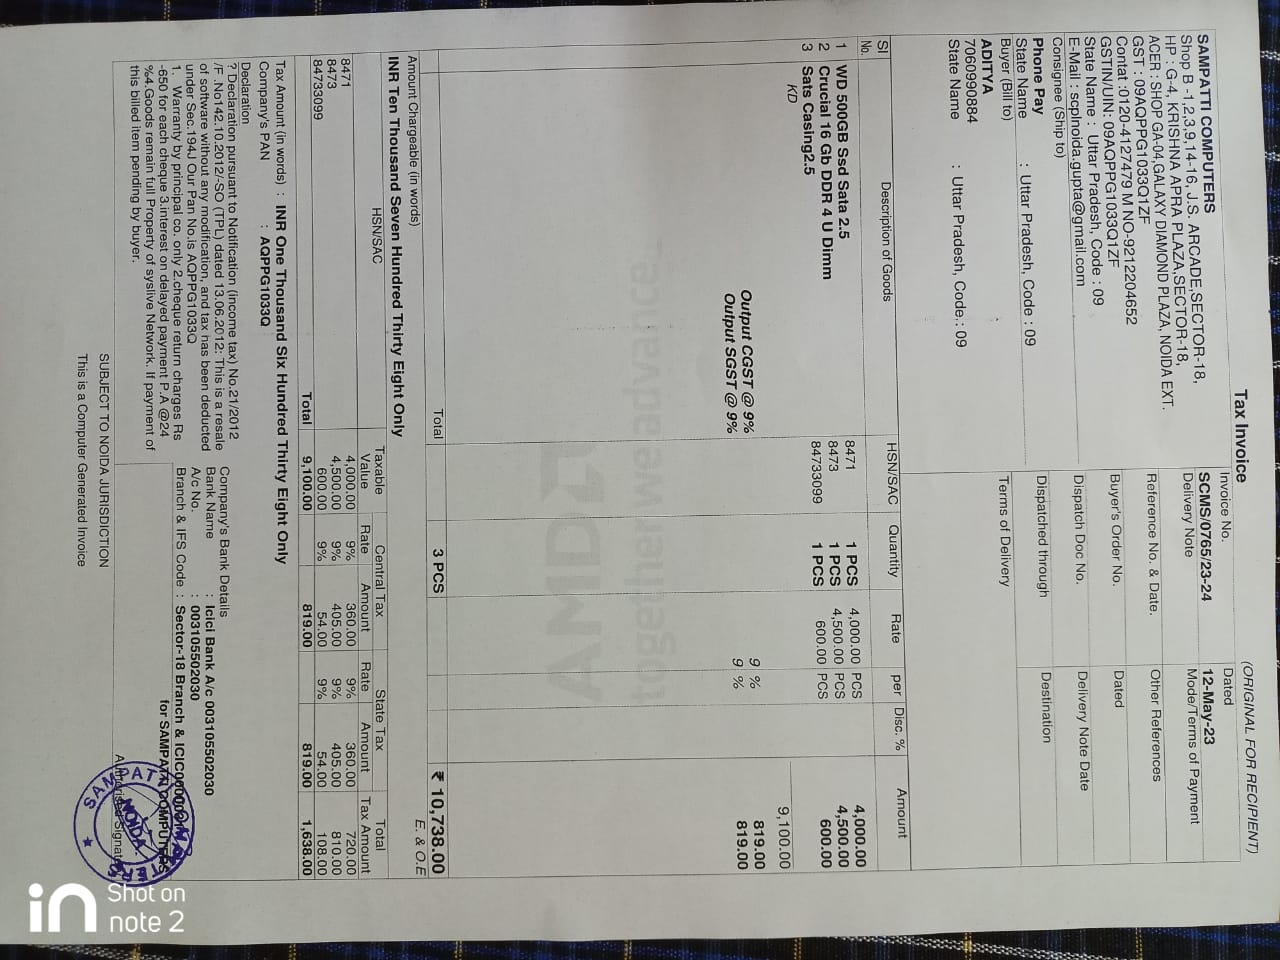 Tax Invoice
(ORIGINAL FOR RECIPIENT)
SAMPATTI COMPUTERS
Shop B -1,2,3,9,14-16, J.S. ARCADE,SECTOR-18,
HP : G-4, KRISHNA APRA PLAZA,SECTOR-18,
ACER : SHOP GA-04,GALAXY DIAMOND PLAZA, NOIDA EXT.
GST : 09AQPPG1033Q1ZF
Contat :0120-4127479 M NO-9212204652
GSTIN/UIN: 09AQPPG1033Q1ZF
State Name : Uttar Pradesh, Code : 09
E-Mail : scplnoida.gupta@gmail.com
Consignee (Ship to)
Phone Pay
State Name : Uttar Pradesh, Code : 09
Buyer (Bill to)
ADITYA
7060990884
State Name : Uttar Pradesh, Code : 09
Invoice No. Dated
SCMS/0765/23-24 12-May-23
Delivery Note Mode/Terms of Payment
Reference No. & Date. Other References
Buyer's Order No. Dated
Dispatch Doc No. Delivery Note Date
Dispatched through Destination
Terms of Delivery
Sl No. Description of Goods HSN/SAC Quantity Rate per Disc. % Amount
1 WD 500GB Ssd Sata 2.5 8471 1 PCS 4,000.00 PCS 4,000.00
2 Crucial 16 Gb DDR 4 U Dimm 8473 1 PCS 4,500.00 PCS 4,500.00
3 Sats Casing2.5 84733099 1 PCS 600.00 PCS 600.00
KD
9,100.00
Output CGST @ 9% 9 % 819.00
Output SGST @ 9% 9 % 819.00
together we advance_
AMD
Total 3 PCS ₹ 10,738.00
Amount Chargeable (in words) E. & O.E
INR Ten Thousand Seven Hundred Thirty Eight Only
HSN/SAC Taxable Value Central Tax Rate Amount State Tax Rate Amount Total Tax Amount
8471 4,000.00 9% 360.00 9% 360.00 720.00
8473 4,500.00 9% 405.00 9% 405.00 810.00
84733099 600.00 9% 54.00 9% 54.00 108.00
Total 9,100.00 819.00 819.00 1,638.00
Tax Amount (in words) : INR One Thousand Six Hundred Thirty Eight Only
Company's PAN : AQPPG1033Q
Declaration
? Declaration pursuant to Notification (income tax) No.21/2012
/F .No142.10.2012/-SO (TPL) dated 13.06.2012: This is a resale
of software without any modification, and tax has been deducted
under Sec.194J Our Pan No.is AQPPG1033Q
1. Warranty by principal co. only 2.cheque return charges Rs
-650 for each cheque 3.interest on delayed payment P.A @24
%4.Goods remain full Property of syslive Network. If payment of
this billed item pending by buyer.
Company's Bank Details
Bank Name : Icici Bank A/c 003105502030
A/c No. : 003105502030
Branch & IFS Code : Sector-18 Branch &
for SAMPATTI COMPUTERS
Authorised Signatory
NOIDA
SUBJECT TO NOIDA JURISDICTION
This is a Computer Generated Invoice
Shot on
note 2